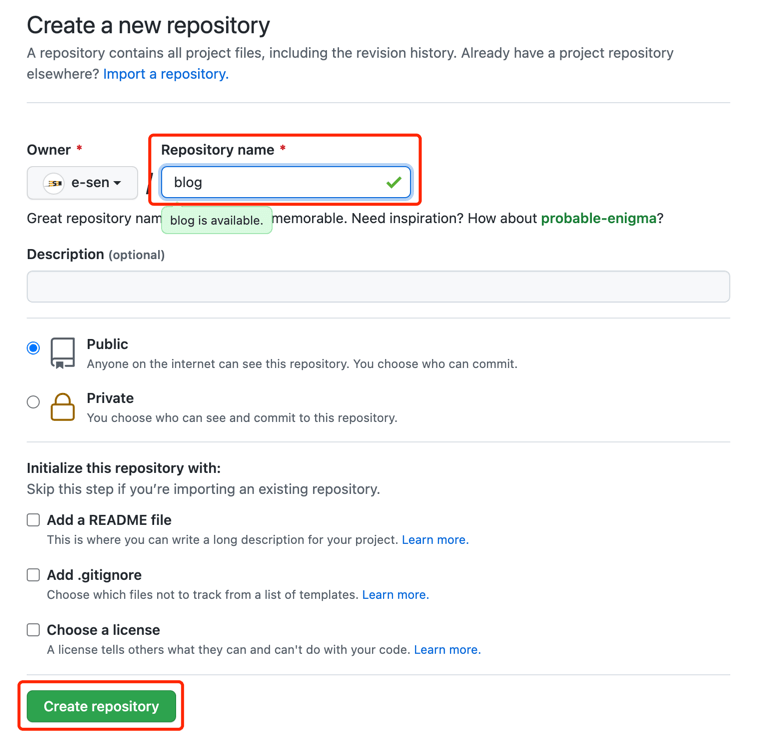 Create a new repository
A repository contains all project files, including the revision history. Already have a project repository
elsewhere? Import a repository.
Owner *
Repository name *
e-sen
/
blog
Great repository nam
blog is available.
memorable. Need inspiration? How about probable-enigma?
Description (optional)
Public
Anyone on the internet can see this repository. You choose who can commit.
Private
You choose who can see and commit to this repository.
Initialize this repository with:
Skip this step if you’re importing an existing repository.
Add a README file
This is where you can write a long description for your project. Learn more.
Add .gitignore
Choose which files not to track from a list of templates. Learn more.
Choose a license
A license tells others what they can and can't do with your code. Learn more.
Create repository